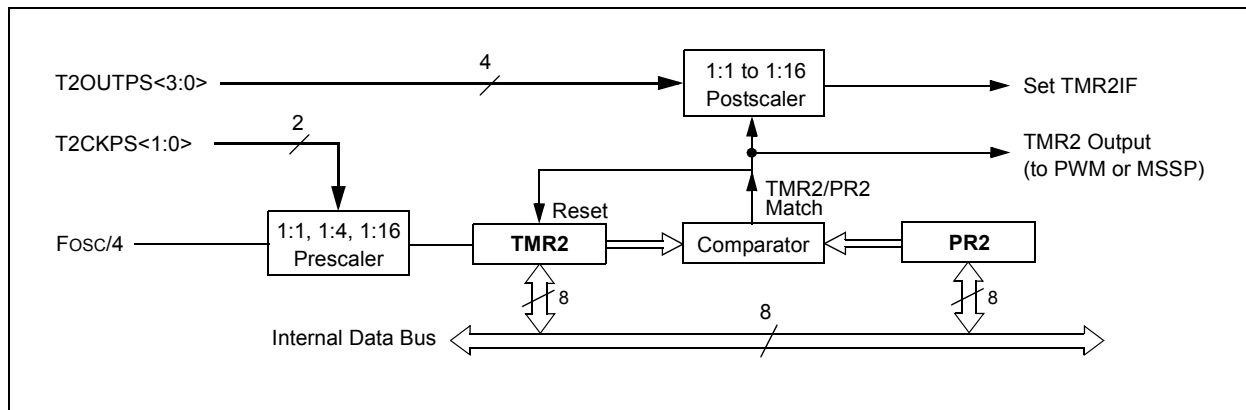 T2OUTPS<3:0>
4
1:1 to 1:16
Postscaler
Set TMR2IF
T2CKPS<1:0>
2
TMR2 Output
(to PWM or MSSP)
TMR2/PR2
Match
Reset
FOSC/4
1:1, 1:4, 1:16
Prescaler
TMR2
Comparator
PR2
8
8
8
Internal Data Bus